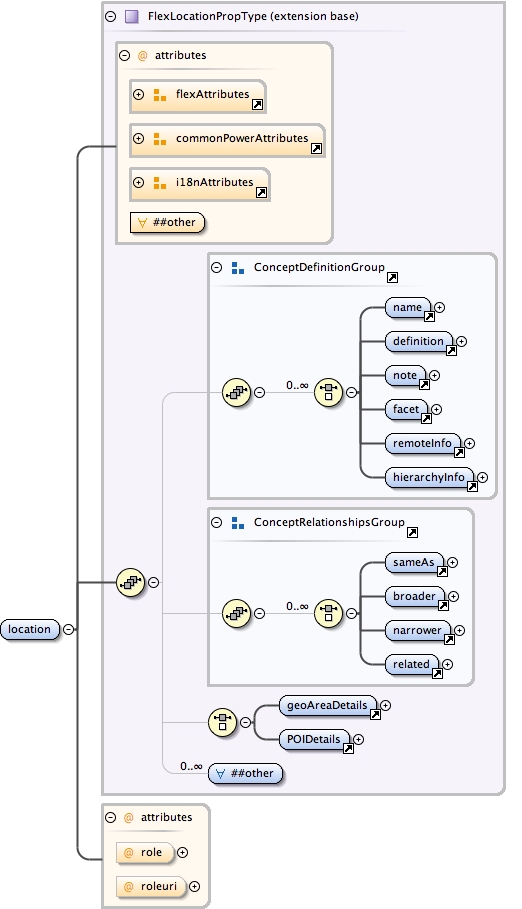 FlexLocationPropType (extension base)
@ attributes
flexAttributes
commonPowerAttributes
i18nAttributes
##other
ConceptDefinitionGroup
name
definition
0..∞
note
facet
remoteInfo
hierarchyInfo
ConceptRelationshipsGroup
sameAs
broader
0..∞
narrower
location
related
geoAreaDetails
POIDetails
0..∞
##other
@ attributes
@ role
@ roleuri